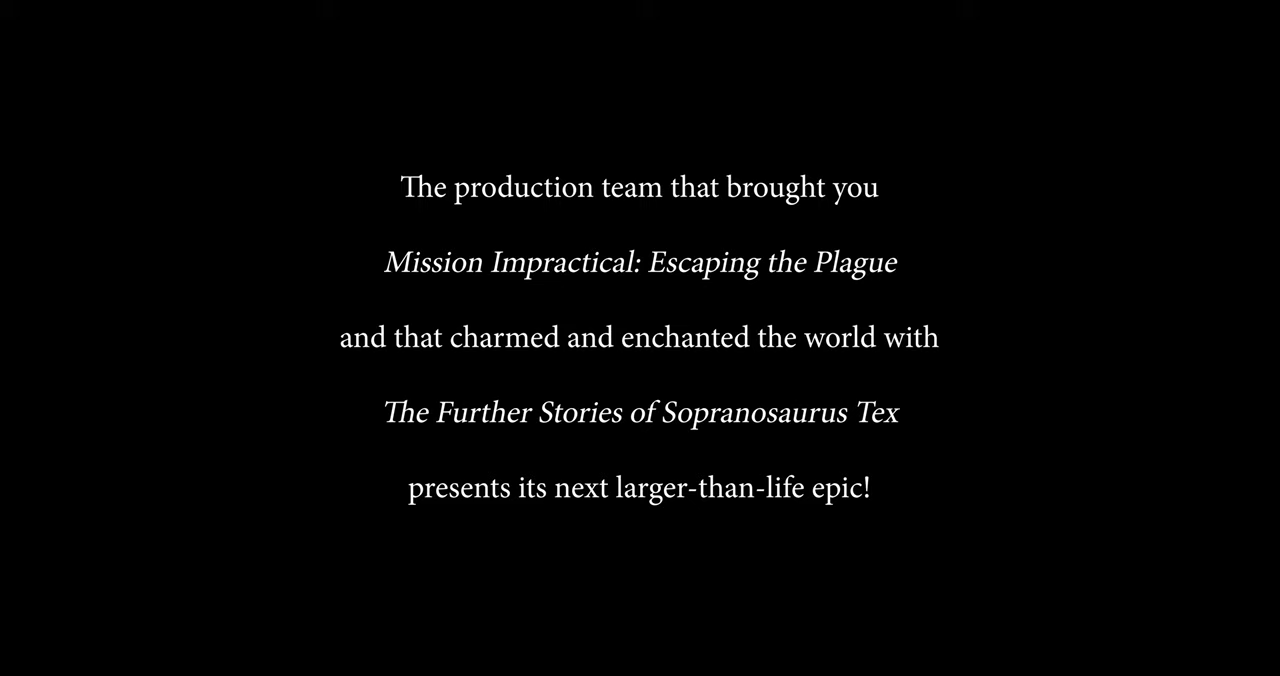 The production team that brought you
Mission Impractical: Escaping the Plague
and that charmed and enchanted the world with
The Further Stories of Sopranosaurus Tex
presents its next larger-than-life epic!